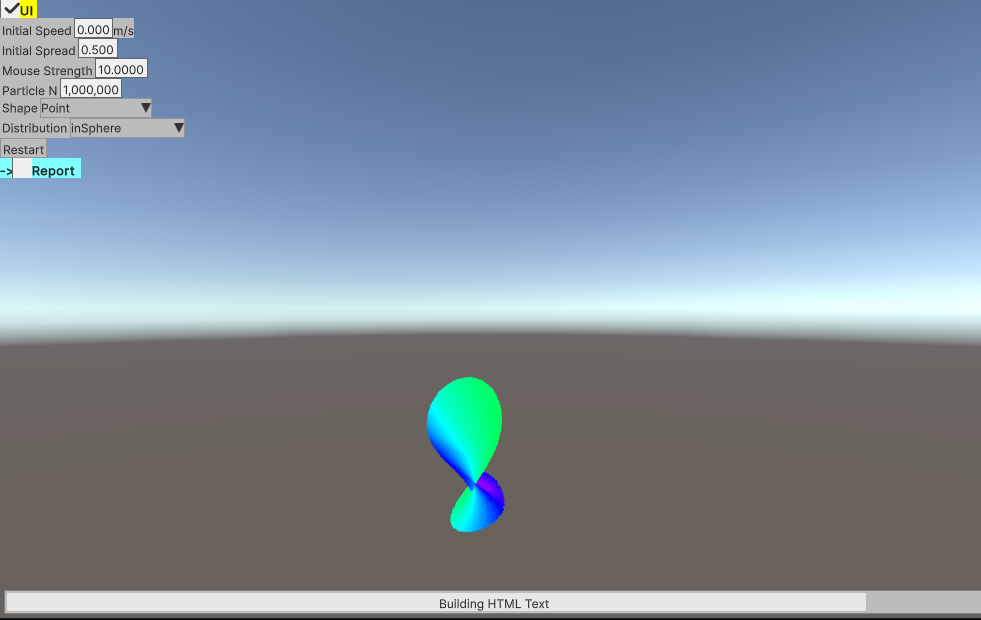 UI
Initial Speed 0.000 m/s
Initial Spread 0.500
Mouse Strength 10.0000
Particle N 1,000,000
Shape Point
Distribution inSphere
Restart
-> Report
Building HTML Text